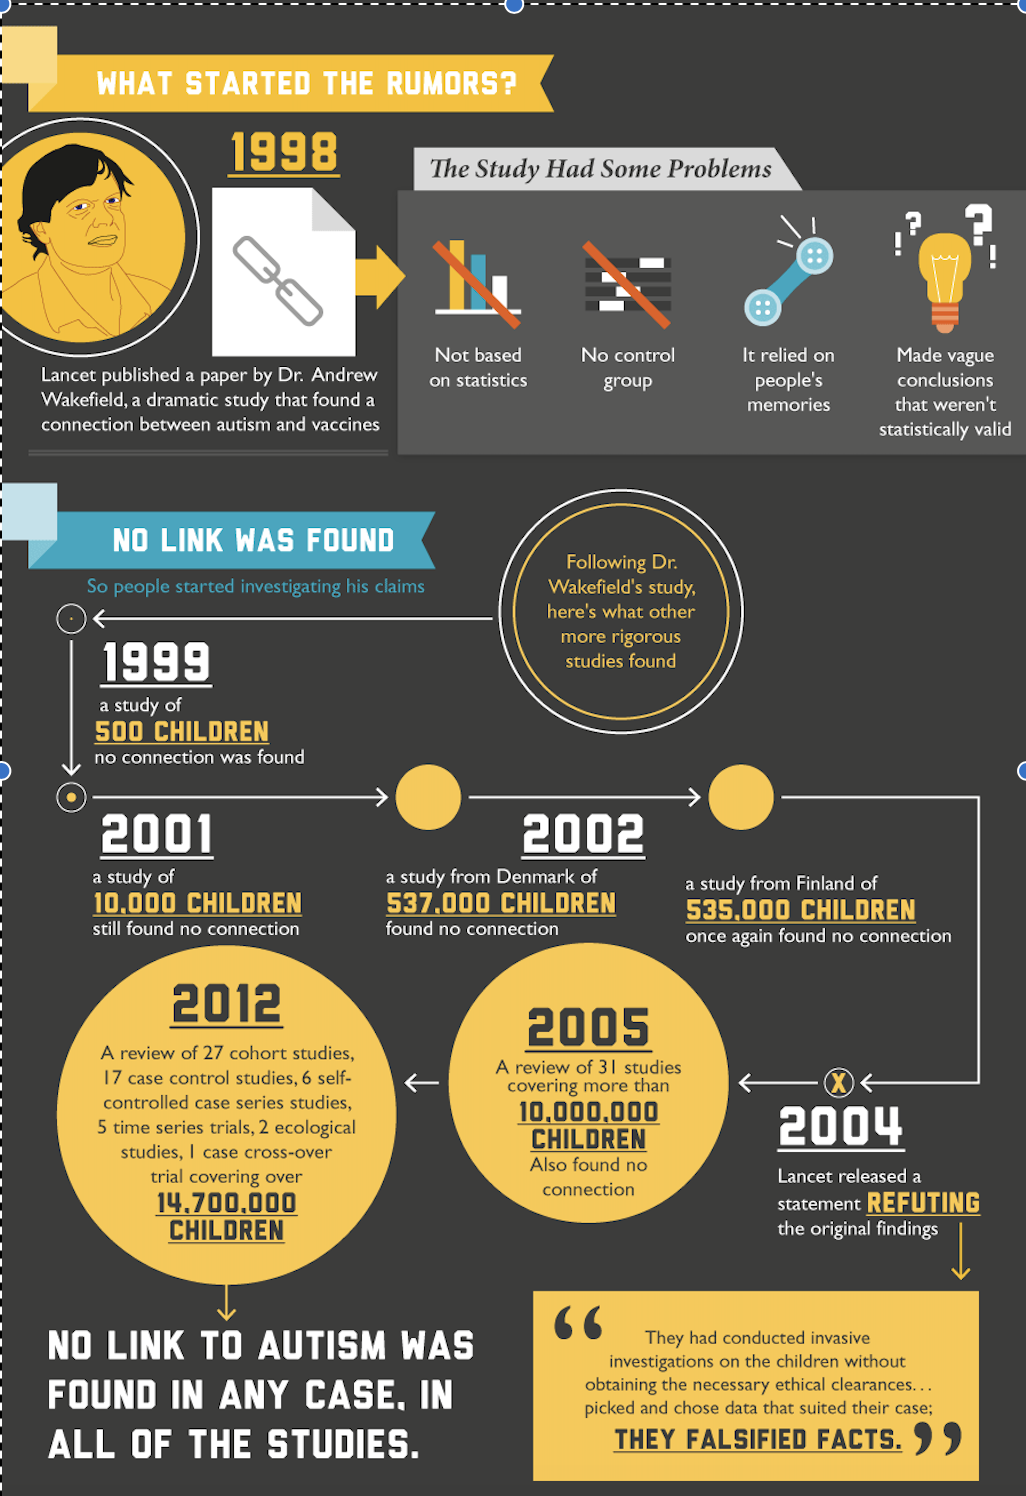 WHAT STARTED THE RUMORS?
1998
Lancet published a paper by Dr. Andrew
Wakefield, a dramatic study that found a
connection between autism and vaccines
The Study Had Some Problems
Not based
on statistics
No control
group
It relied on
people's
memories
Made vague
conclusions
that weren't
statistically valid
? ! ? !
NO LINK WAS FOUND
So people started investigating his claims
Following Dr.
Wakefield's study,
here's what other
more rigorous
studies found
1999
a study of
500 CHILDREN
no connection was found
2001
a study of
10,000 CHILDREN
still found no connection
2002
a study from Denmark of
537,000 CHILDREN
found no connection
a study from Finland of
535,000 CHILDREN
once again found no connection
X
2004
Lancet released a
statement REFUTING
the original findings
“
They had conducted invasive
investigations on the children without
obtaining the necessary ethical clearances...
picked and chose data that suited their case;
THEY FALSIFIED FACTS. ”
2005
A review of 31 studies
covering more than
10,000,000
CHILDREN
Also found no
connection
2012
A review of 27 cohort studies,
17 case control studies, 6 self-
controlled case series studies,
5 time series trials, 2 ecological
studies, 1 case cross-over
trial covering over
14,700,000
CHILDREN
NO LINK TO AUTISM WAS
FOUND IN ANY CASE, IN
ALL OF THE STUDIES.